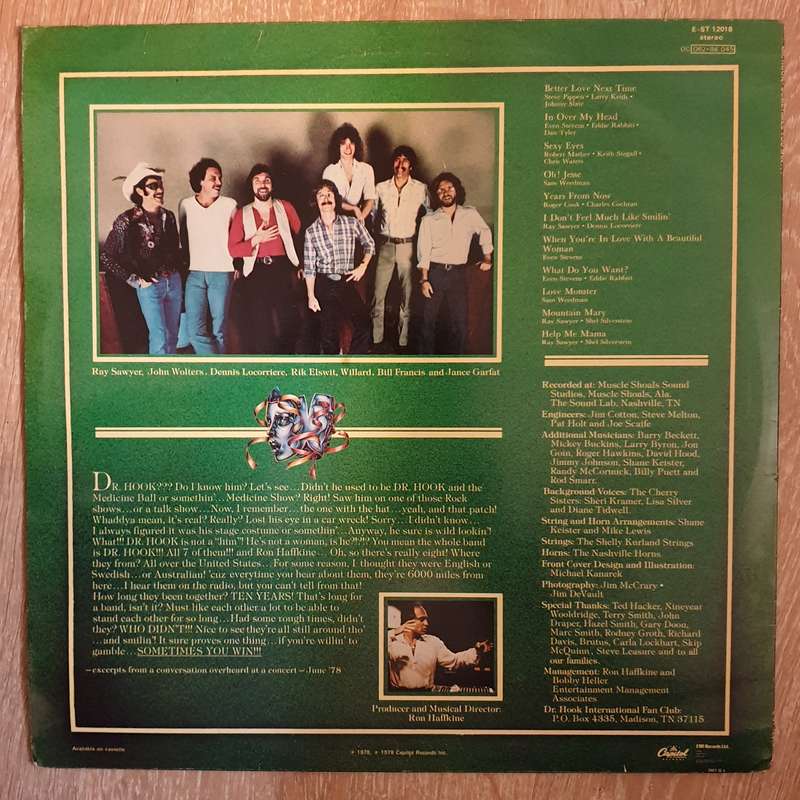 E-ST 12018
stereo
OC 062-86 045
Better Love Next Time
Steve Pippin • Larry Keith •
Johnny Slate
In Over My Head
Even Stevens • Eddie Rabbitt •
Dan Tyler
Sexy Eyes
Robert Mather • Keith Stegall •
Chris Waters
Oh! Jesse
Sam Weedman
Years From Now
Roger Cook • Charles Cochran
I Don't Feel Much Like Smilin'
Ray Sawyer • Dennis Locorriere
When You're In Love With A Beautiful
Woman
Even Stevens
What Do You Want?
Even Stevens • Eddie Rabbitt
Love Monster
Sam Weedman
Mountain Mary
Ray Sawyer • Shel Silverstein
Help Me Mama
Ray Sawyer • Shel Silverstein
Ray Sawyer, John Wolters, Dennis Locorriere, Rik Elswit, Willard, Bill Francis and Jance Garfat
DR. HOOK??? Do I know him? Let's see...Didn't he used to be DR. HOOK and the
Medicine Ball or somethin'...Medicine Show? Right! Saw him on one of those Rock
shows...or a talk show...Now, I remember...the one with the hat...yeah, and that patch!
Whaddya mean, it's real? Really? Lost his eye in a car wreck! Sorry...I didn't know...
I always figured it was his stage costume or somethin'...Anyway, he sure is wild lookin'!
What!!! DR. HOOK is not a "him"! He's not a woman, is he?!?!? You mean the whole band
is DR. HOOK!!! All 7 of them!!! and Ron Haffkine... Oh, so there's really eight! Where
they from? All over the United States...For some reason, I thought they were English or
Swedish...or Australian! 'cuz everytime you hear about them, they're 6000 miles from
here...I hear them on the radio, but you can't tell from that!
How long they been together? TEN YEARS! That's long for
a band, isn't it? Must like each other a lot to be able to
stand each other for so long...Had some tough times, didn't
they? WHO DIDN'T!!! Nice to see they're all still around tho'
...and smilin'! It sure proves one thing...if you're willin' to
gamble...SOMETIMES YOU WIN!!!
—excerpts from a conversation overheard at a concert—June '78
Producer and Musical Director:
Ron Haffkine
Recorded at: Muscle Shoals Sound
Studios, Muscle Shoals, Ala.
The Sound Lab, Nashville, TN
Engineers: Jim Cotton, Steve Melton,
Pat Holt and Joe Scaife
Additional Musicians: Barry Beckett,
Mickey Buckins, Larry Byrom, Jon
Goin, Roger Hawkins, David Hood,
Jimmy Johnson, Shane Keister,
Randy McCormick, Billy Puett and
Rod Smarr.
Background Voices: The Cherry
Sisters: Sheri Kramer, Lisa Silver
and Diane Tidwell
String and Horn Arrangements: Shane
Keister and Mike Lewis
Strings: The Shelly Kurland Strings
Horns: The Nashville Horns
Front Cover Design and Illustration:
Michael Kanarek
Photography: Jim McCrary •
Jim DeVault
Special Thanks: Ted Hacker, Nineyear
Wooldridge, Terry Smith, John
Draper, Hazel Smith, Gary Doon,
Marc Smith, Rodney Groth, Richard
Davis, Brutus, Carla Lockhart, Skip
McQuinn, Steve Leasure and to all
our families.
Management: Ron Haffkine and
Bobby Heller
Entertainment Management
Associates
Dr. Hook International Fan Club:
P.O. Box 4335, Madison, TN 37115
Available on cassette
℗ 1978, © 1979 Capitol Records Inc.
Capitol
RECORDS
EMI Records Ltd.